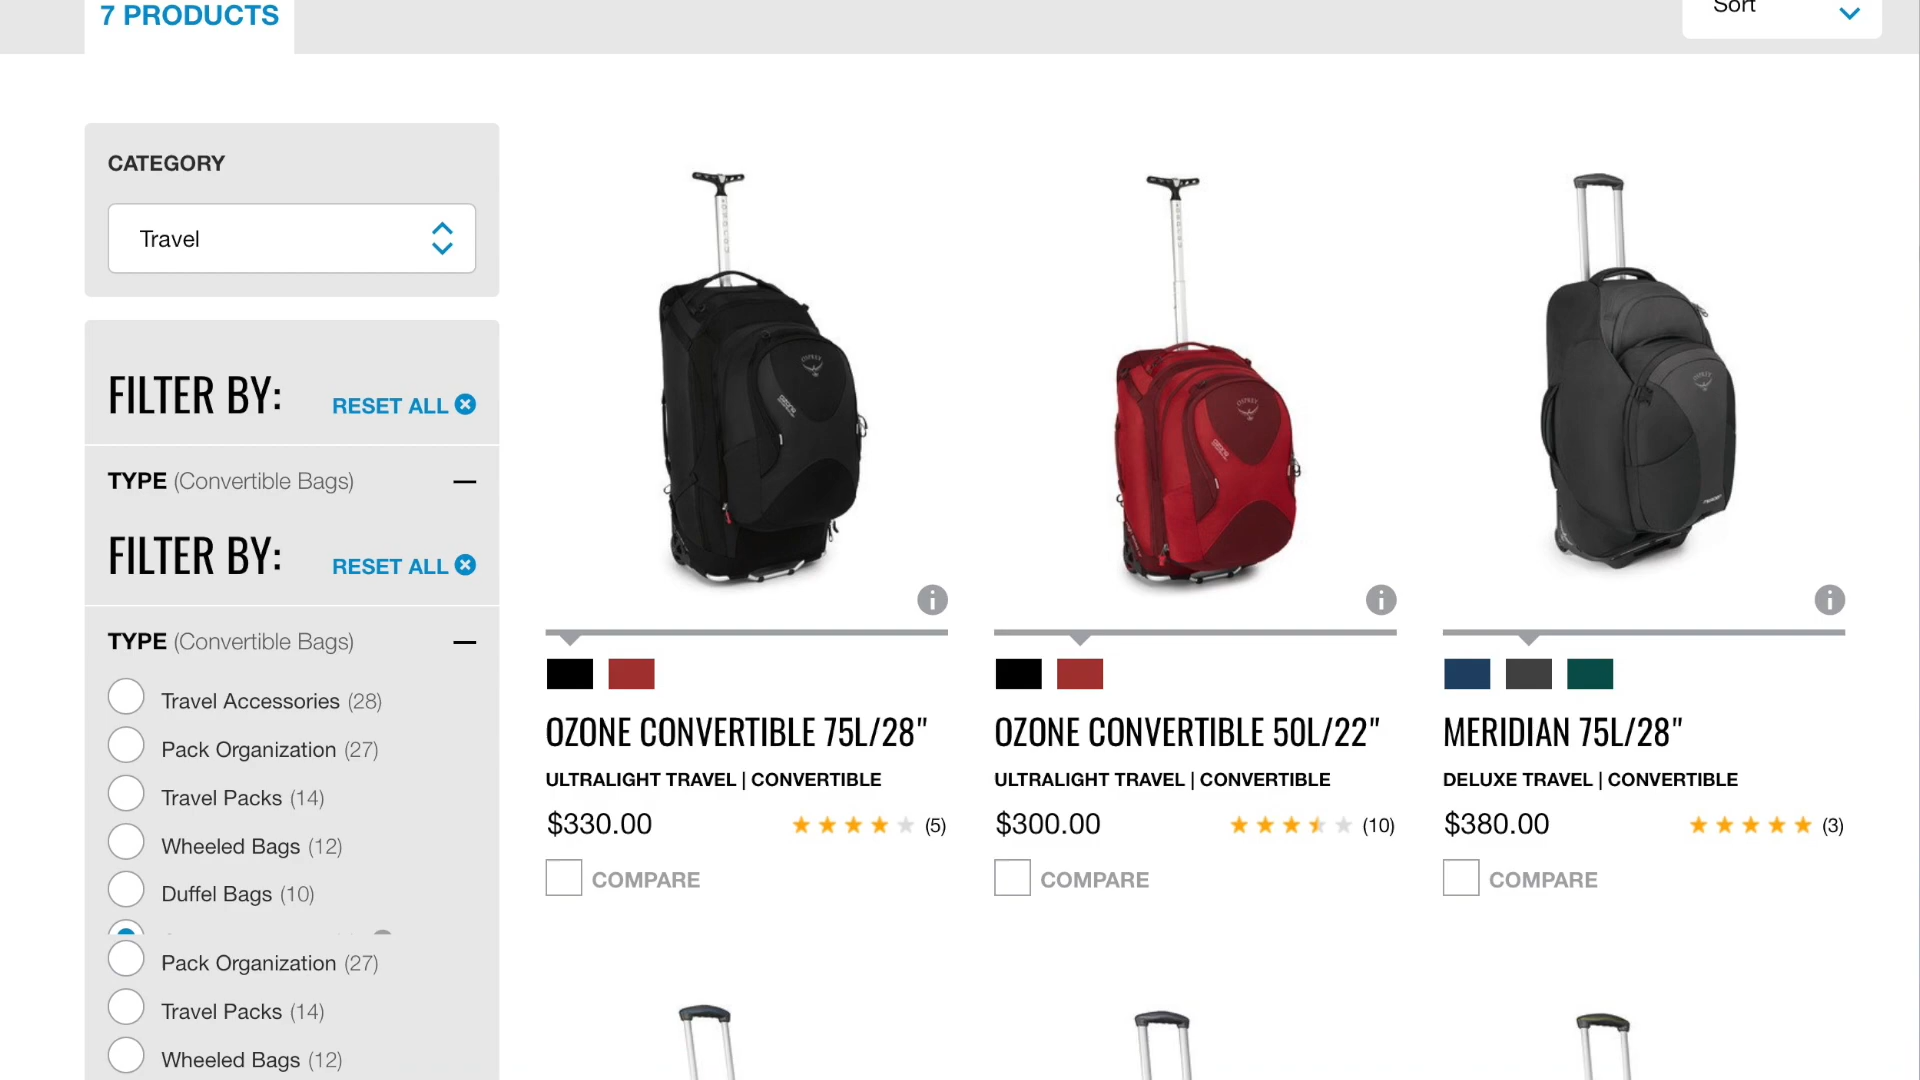 7 PRODUCTS
Sort
CATEGORY
Travel
FILTER BY:
RESET ALL
TYPE (Convertible Bags)
FILTER BY:
RESET ALL
TYPE (Convertible Bags)
Travel Accessories (28)
Pack Organization (27)
Travel Packs (14)
Wheeled Bags (12)
Duffel Bags (10)
Pack Organization (27)
Travel Packs (14)
Wheeled Bags (12)
OSPREY
OZONE CONVERTIBLE 75L/28"
ULTRALIGHT TRAVEL | CONVERTIBLE
$330.00
(5)
COMPARE
OSPREY
OZONE CONVERTIBLE 50L/22"
ULTRALIGHT TRAVEL | CONVERTIBLE
$300.00
(10)
COMPARE
OSPREY
MERIDIAN 75L/28"
DELUXE TRAVEL | CONVERTIBLE
$380.00
(3)
COMPARE